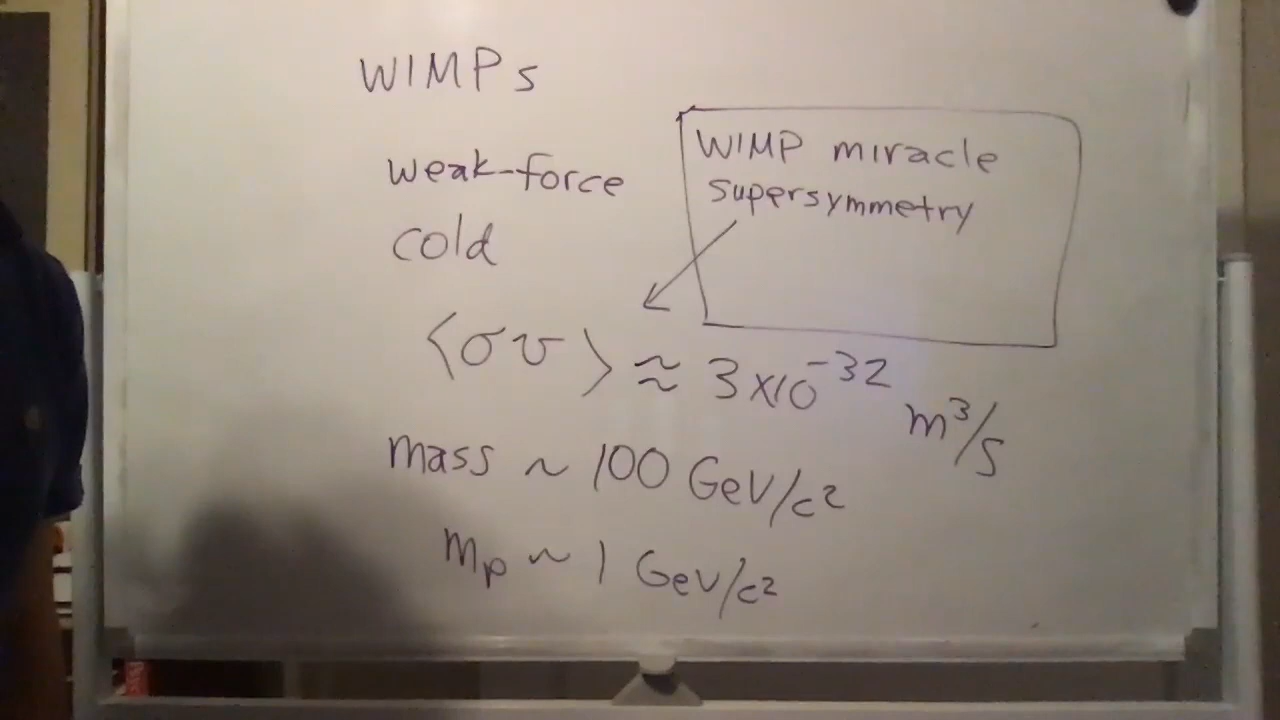 WIMPs
weak-force
cold
WIMP miracle
supersymmetry
⟨σv⟩ ≈ 3×10⁻³² m³/s
mass ~ 100 GeV/c²
mₚ ~ 1 GeV/c²